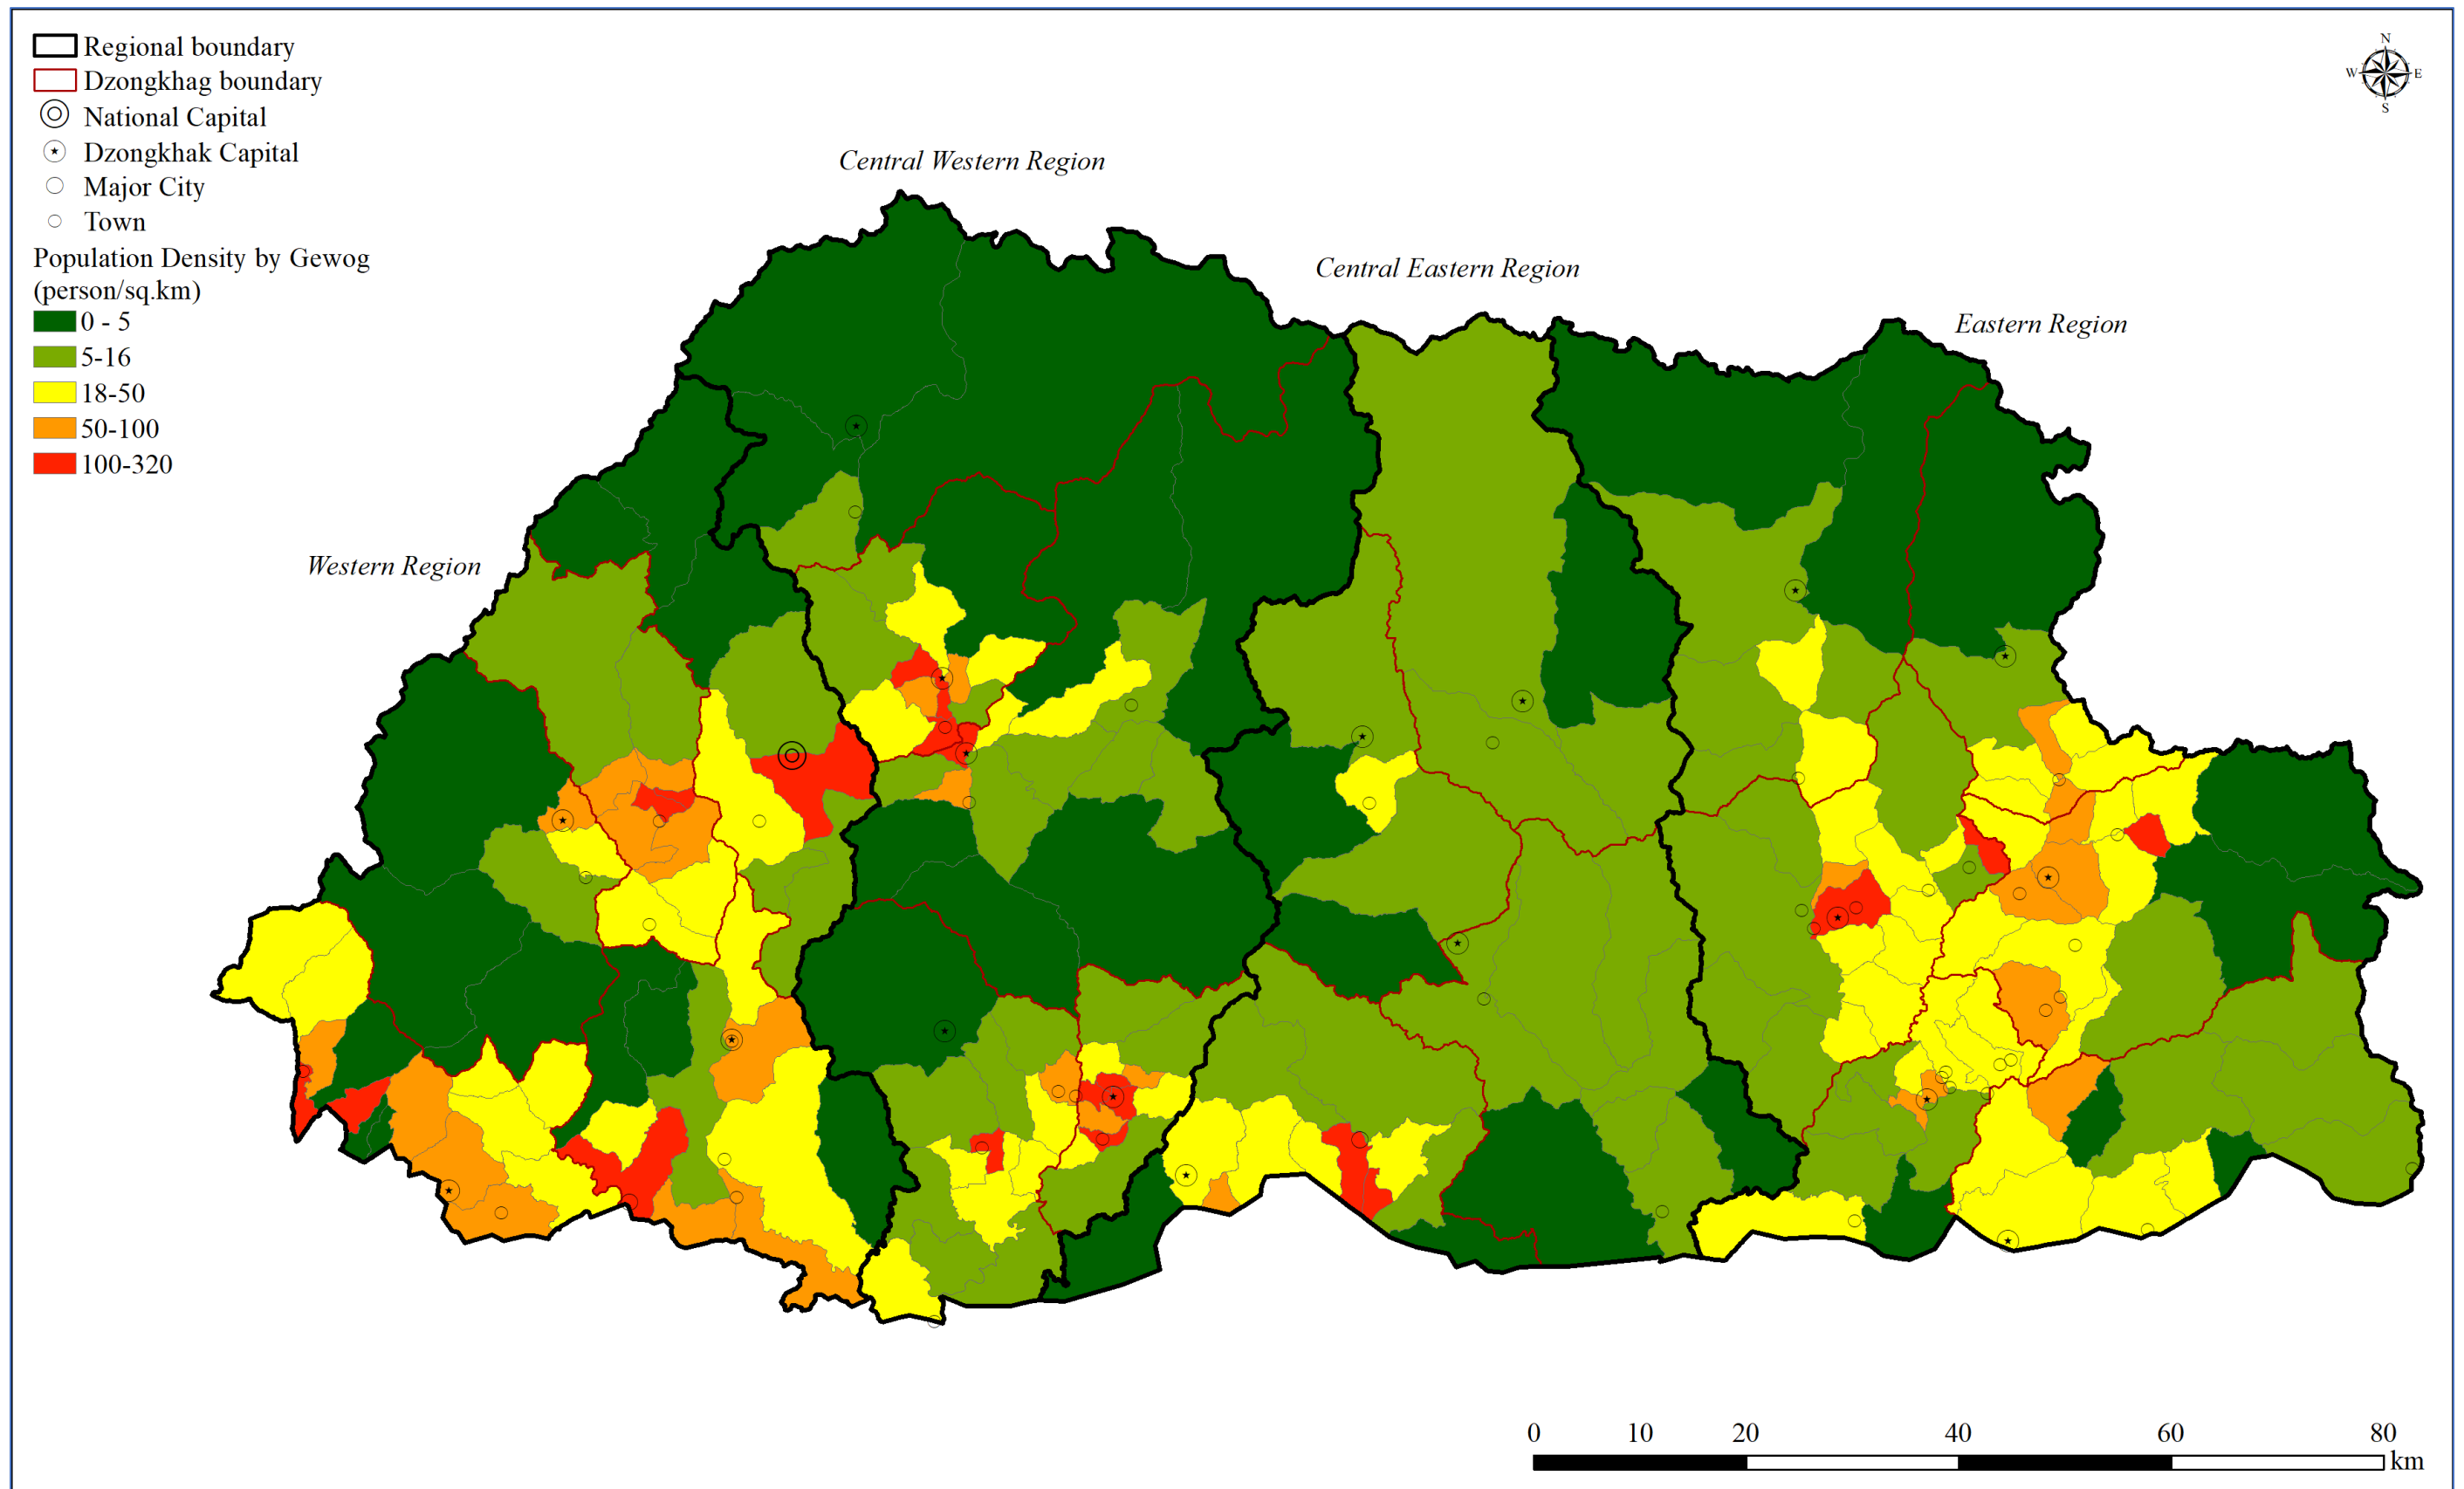 Regional boundary
Dzongkhag boundary
National Capital
Dzongkhak Capital
Major City
Town
Population Density by Gewog
(person/sq.km)
0 - 5
5-16
18-50
50-100
100-320
N
W E
S
Central Western Region
Central Eastern Region
Eastern Region
Western Region
0 10 20 40 60 80
km